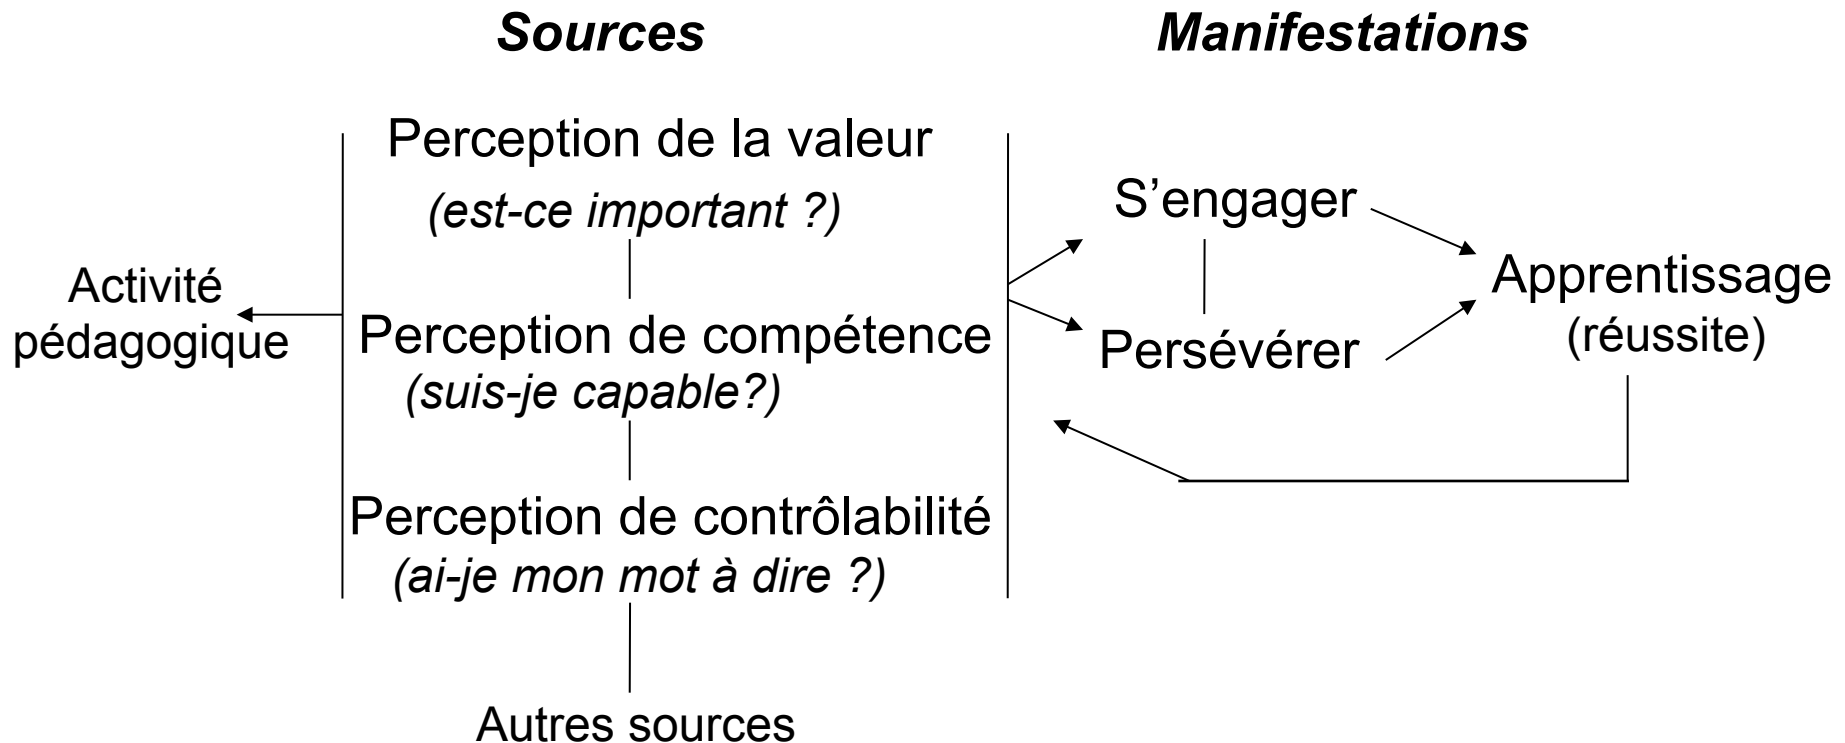 Sources
Manifestations
Activité
pédagogique
Perception de la valeur
(est-ce important ?)
Perception de compétence
(suis-je capable?)
Perception de contrôlabilité
(ai-je mon mot à dire ?)
Autres sources
S’engager
Persévérer
Apprentissage
(réussite)